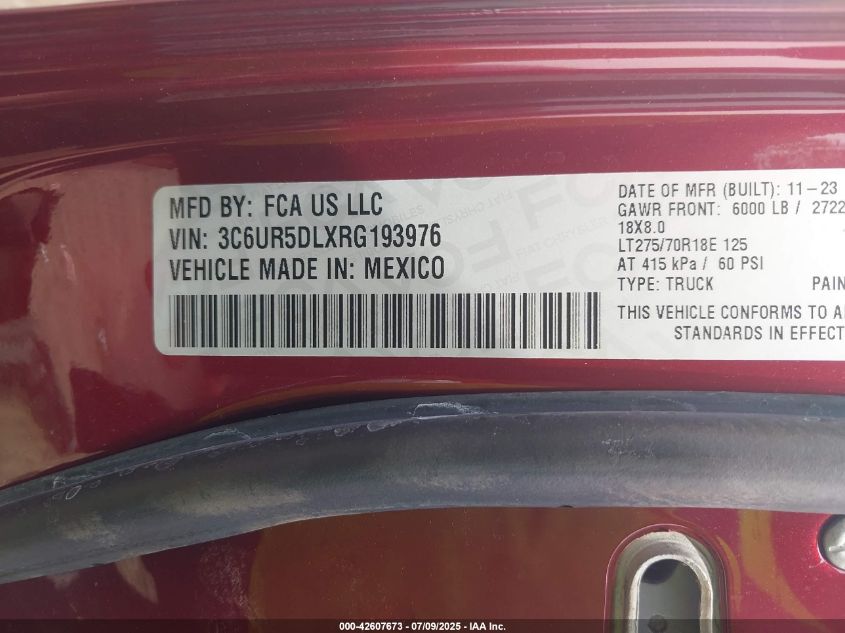 MFD BY: FCA US LLC
VIN: 3C6UR5DLXRG193976
VEHICLE MADE IN: MEXICO
DATE OF MFR (BUILT): 11-23
GAWR FRONT: 6000 LB / 2722
18X8.0
LT275/70R18E 125
AT 415 kPa / 60 PSI
TYPE: TRUCK PAIN
THIS VEHICLE CONFORMS TO A
STANDARDS IN EFFECT
000-42607673 / 07/09/2025 - IAA Inc.